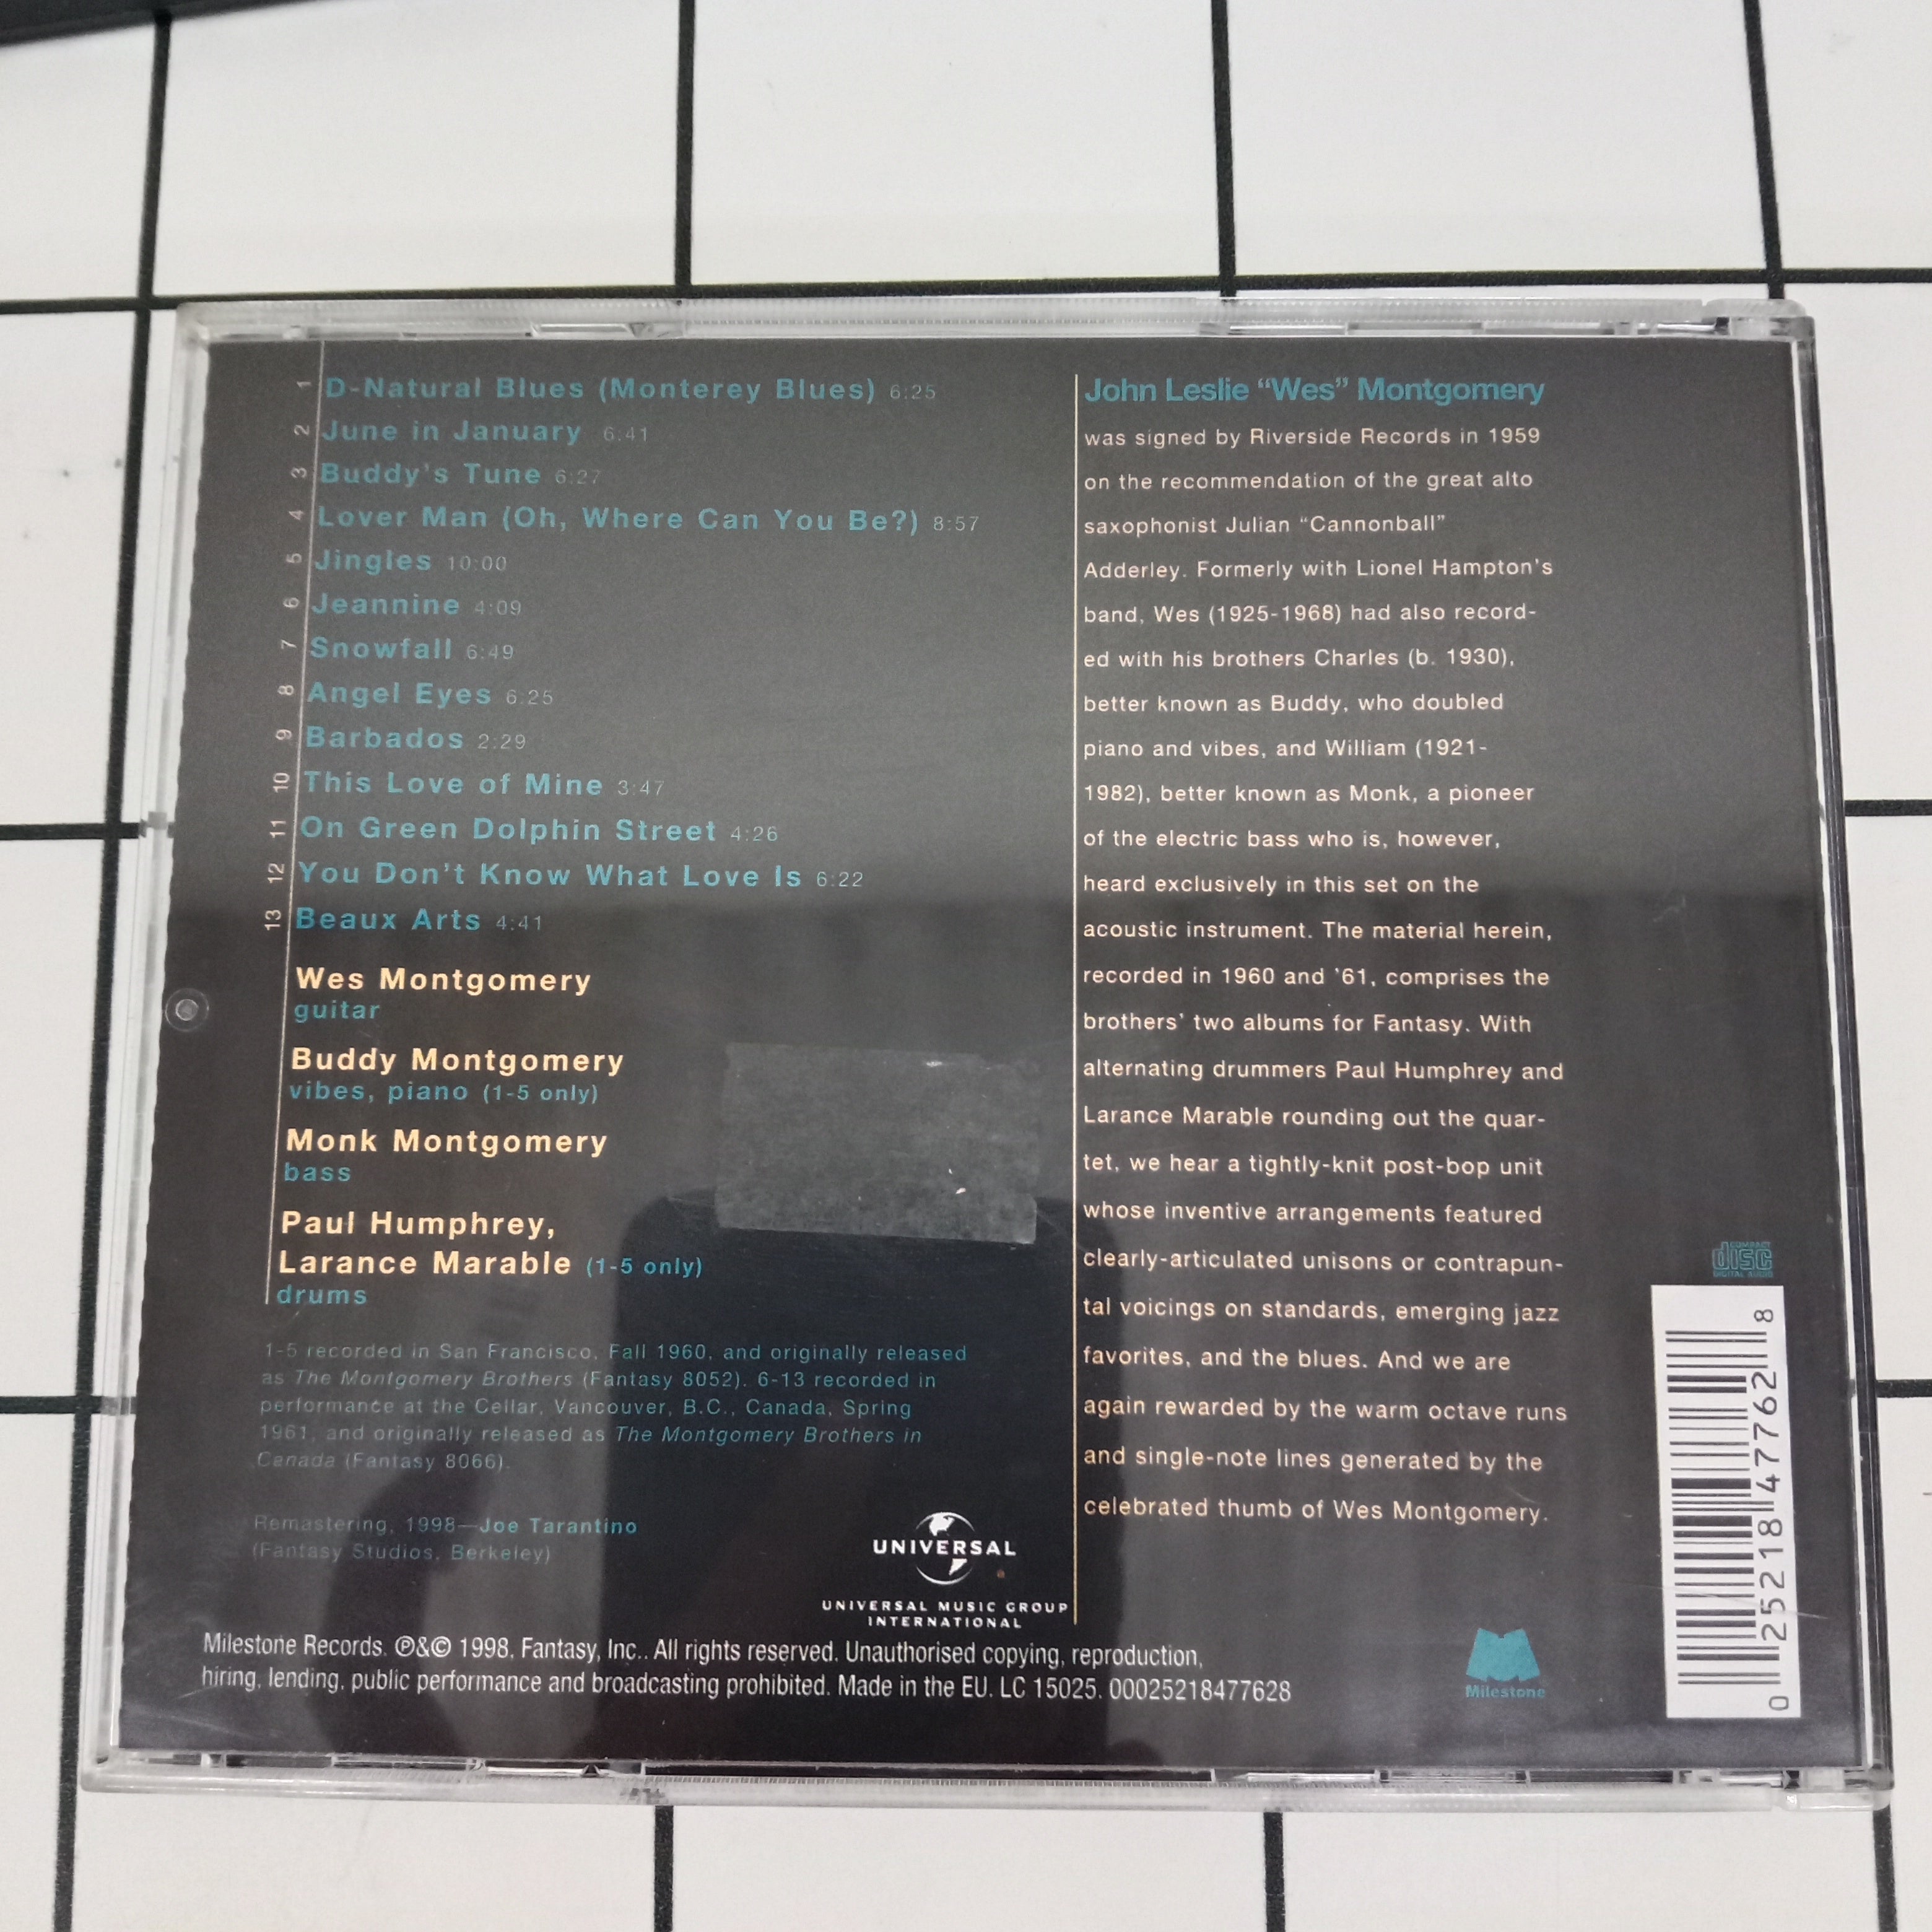 1 D-Natural Blues (Monterey Blues) 6:25
2 June in January 6:41
3 Buddy's Tune 6:27
4 Lover Man (Oh, Where Can You Be?) 8:57
5 Jingles 10:00
6 Jeannine 4:09
7 Snowfall 6:49
8 Angel Eyes 6:25
9 Barbados 2:29
10 This Love of Mine 3:47
11 On Green Dolphin Street 4:26
12 You Don't Know What Love Is 6:22
13 Beaux Arts 4:41
Wes Montgomery
guitar
Buddy Montgomery
vibes, piano (1-5 only)
Monk Montgomery
bass
Paul Humphrey,
Larance Marable (1-5 only)
drums
1-5 recorded in San Francisco, Fall 1960, and originally released
as The Montgomery Brothers (Fantasy 8052). 6-13 recorded in
performance at the Cellar, Vancouver, B.C., Canada, Spring
1961, and originally released as The Montgomery Brothers in
Canada (Fantasy 8066).
Remastering, 1998—Joe Tarantino
(Fantasy Studios, Berkeley)
John Leslie “Wes” Montgomery
was signed by Riverside Records in 1959
on the recommendation of the great alto
saxophonist Julian “Cannonball”
Adderley. Formerly with Lionel Hampton's
band, Wes (1925-1968) had also record-
ed with his brothers Charles (b. 1930),
better known as Buddy, who doubled
piano and vibes, and William (1921-
1982), better known as Monk, a pioneer
of the electric bass who is, however,
heard exclusively in this set on the
acoustic instrument. The material herein,
recorded in 1960 and '61, comprises the
brothers' two albums for Fantasy. With
alternating drummers Paul Humphrey and
Larance Marable rounding out the quar-
tet, we hear a tightly-knit post-bop unit
whose inventive arrangements featured
clearly-articulated unisons or contrapun-
tal voicings on standards, emerging jazz
favorites, and the blues. And we are
again rewarded by the warm octave runs
and single-note lines generated by the
celebrated thumb of Wes Montgomery.
COMPACT
disc
DIGITAL AUDIO
0 25218 47762 8
UNIVERSAL
UNIVERSAL MUSIC GROUP
INTERNATIONAL
Milestone
Milestone Records. ℗&© 1998, Fantasy, Inc.. All rights reserved. Unauthorised copying, reproduction,
hiring, lending, public performance and broadcasting prohibited. Made in the EU. LC 15025. 00025218477628